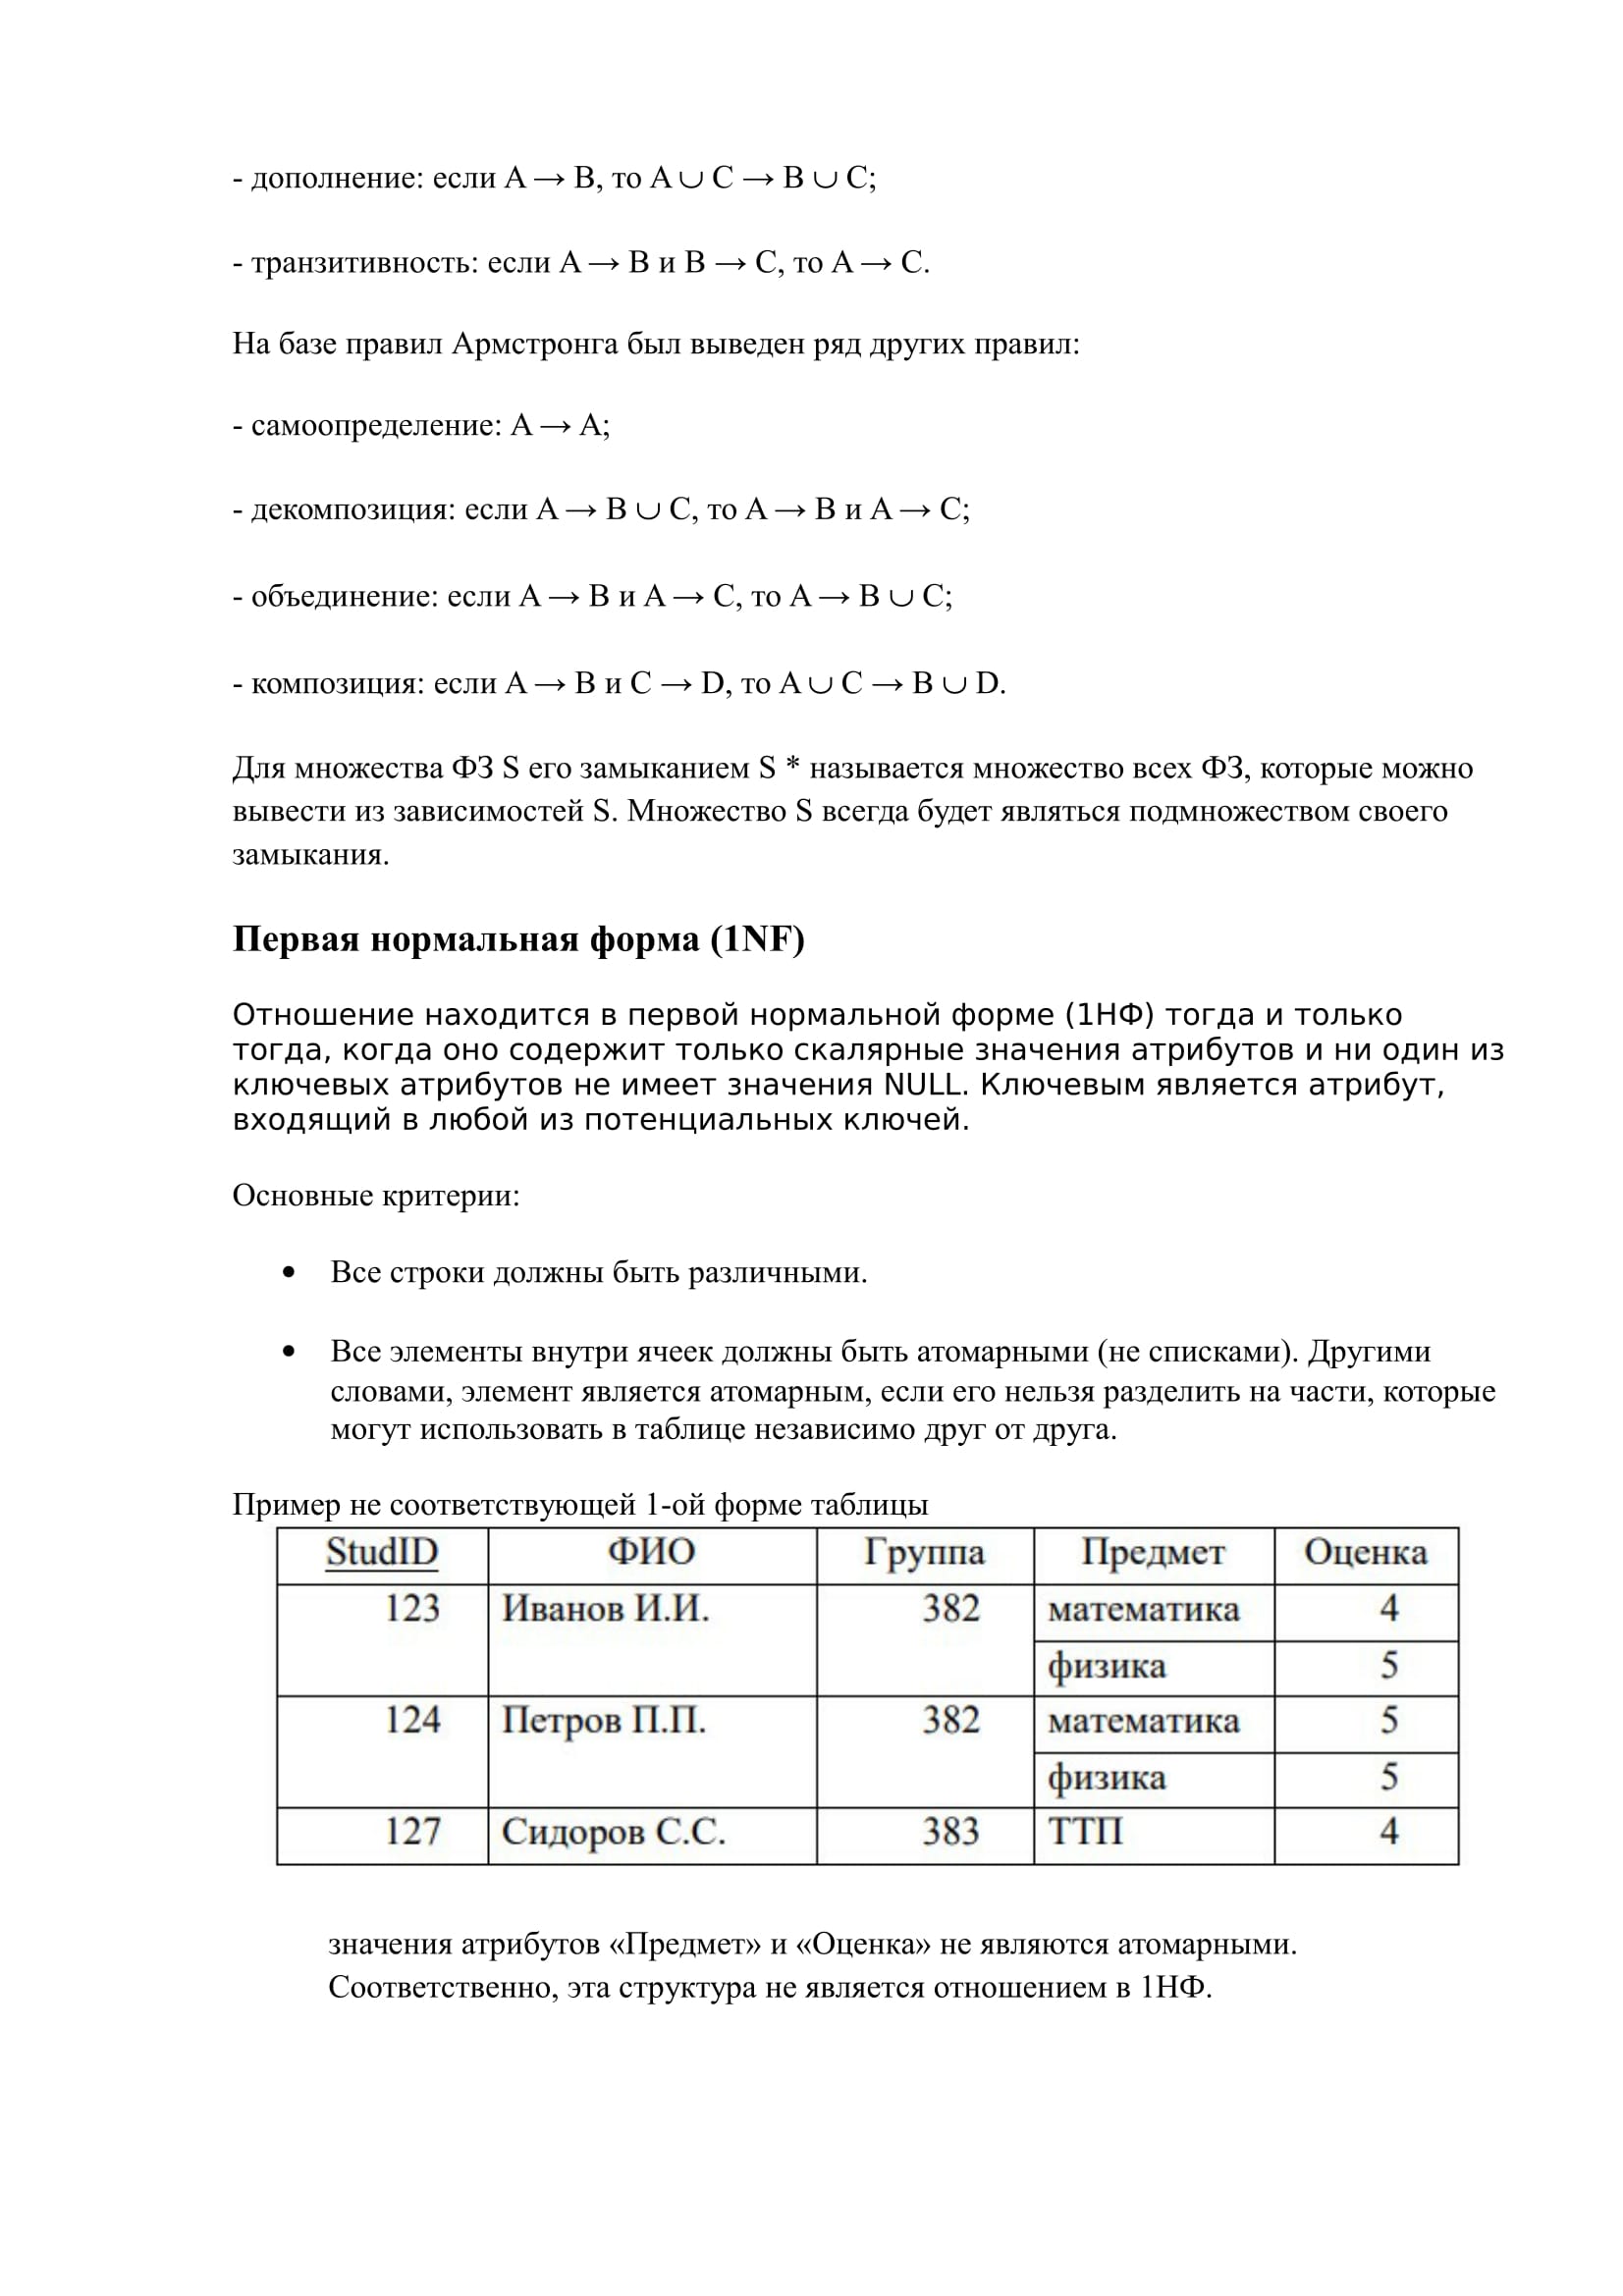 - дополнение: если A → B, то A ∪ C → B ∪ C;
- транзитивность: если A → B и B → C, то A → C.
На базе правил Армстронга был выведен ряд других правил:
- самоопределение: A → A;
- декомпозиция: если A → B ∪ C, то A → B и A → C;
- объединение: если A → B и A → C, то A → B ∪ C;
- композиция: если A → B и C → D, то A ∪ C → B ∪ D.
Для множества ФЗ S его замыканием S * называется множество всех ФЗ, которые можно
вывести из зависимостей S. Множество S всегда будет являться подмножеством своего
замыкания.
Первая нормальная форма (1NF)
Отношение находится в первой нормальной форме (1НФ) тогда и только
тогда, когда оно содержит только скалярные значения атрибутов и ни один из
ключевых атрибутов не имеет значения NULL. Ключевым является атрибут,
входящий в любой из потенциальных ключей.
Основные критерии:
• Все строки должны быть различными.
• Все элементы внутри ячеек должны быть атомарными (не списками). Другими
словами, элемент является атомарным, если его нельзя разделить на части, которые
могут использовать в таблице независимо друг от друга.
Пример не соответствующей 1-ой форме таблицы
StudID ФИО Группа Предмет Оценка
123 Иванов И.И. 382 математика 4
физика 5
124 Петров П.П. 382 математика 5
физика 5
127 Сидоров С.С. 383 ТТП 4
значения атрибутов «Предмет» и «Оценка» не являются атомарными.
Соответственно, эта структура не является отношением в 1НФ.